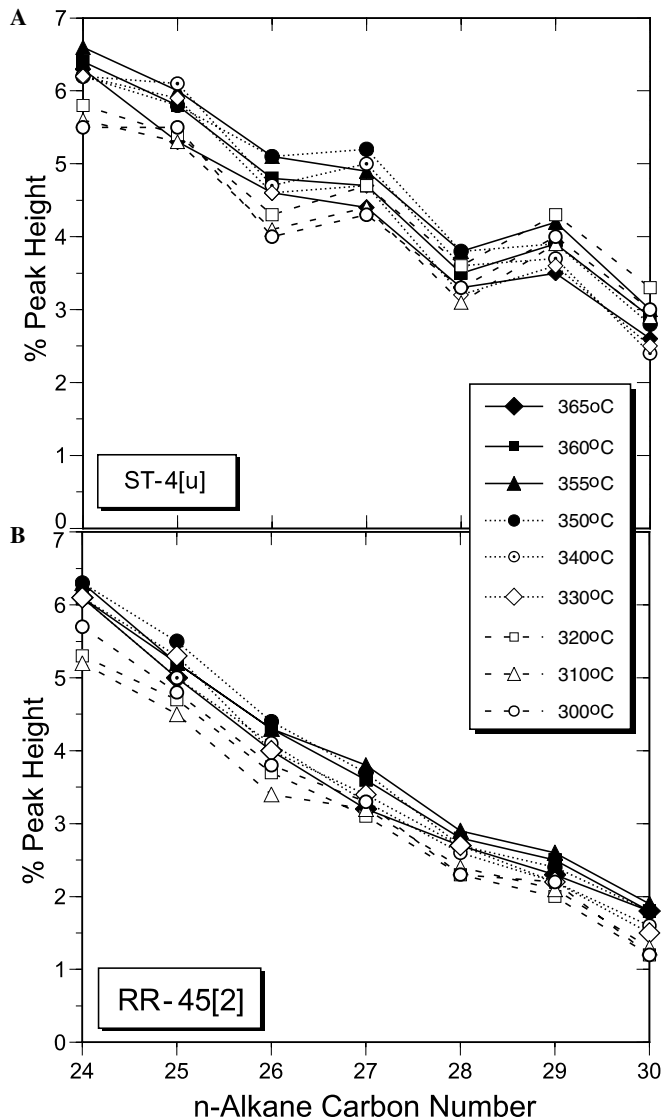 A
7
6
5
4
3
2
1
0
% Peak Height
ST-4[u]
365oC
360ºC
355ºC
350ºC
340ºC
330ºC
320ºC
310ºC
300ºC
B
7
6
5
4
3
2
1
0
% Peak Height
RR-45[2]
24 25 26 27 28 29 30
n-Alkane Carbon Number